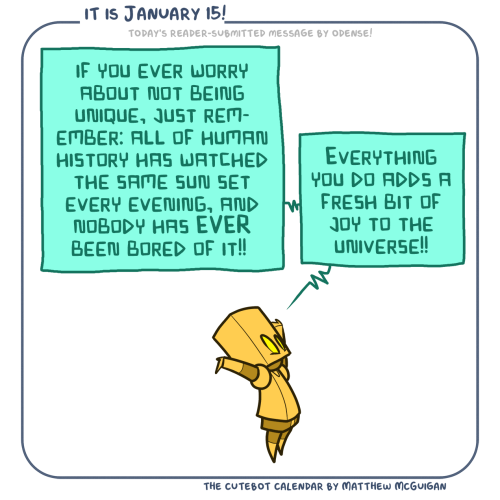 IT IS JANUARY 15!
TODAY'S READER-SUBMITTED MESSAGE BY ODENSE!
IF YOU EVER WORRY
ABOUT NOT BEING
UNIQUE, JUST REM-
EMBER: ALL OF HUMAN
HISTORY HAS WATCHED
THE SAME SUN SET
EVERY EVENING, AND
NOBODY HAS EVER
BEEN BORED OF IT!!
EVERYTHING
YOU DO ADDS A
FRESH BIT OF
JOY TO THE
UNIVERSE!!
THE CUTEBOT CALENDAR BY MATTHEW MCGUIGAN